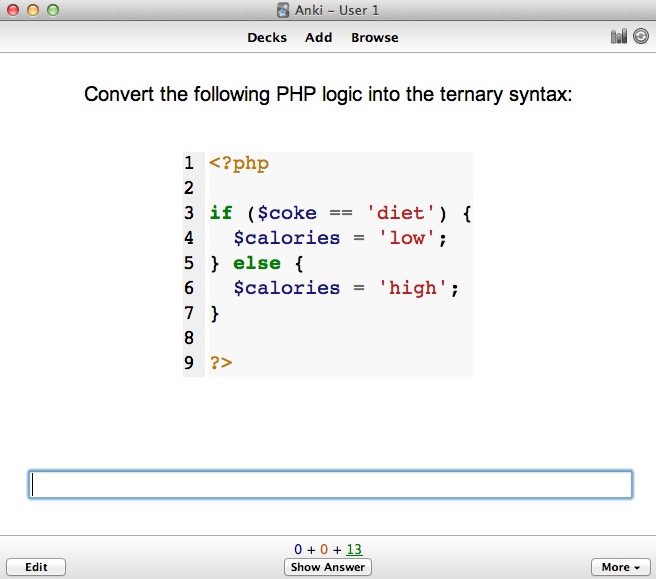 Anki – User 1
Decks Add Browse
Convert the following PHP logic into the ternary syntax:
1 <?php
2
3 if ($coke == 'diet') {
4   $calories = 'low';
5 } else {
6   $calories = 'high';
7 }
8
9 ?>
0 + 0 + 13
Edit Show Answer More